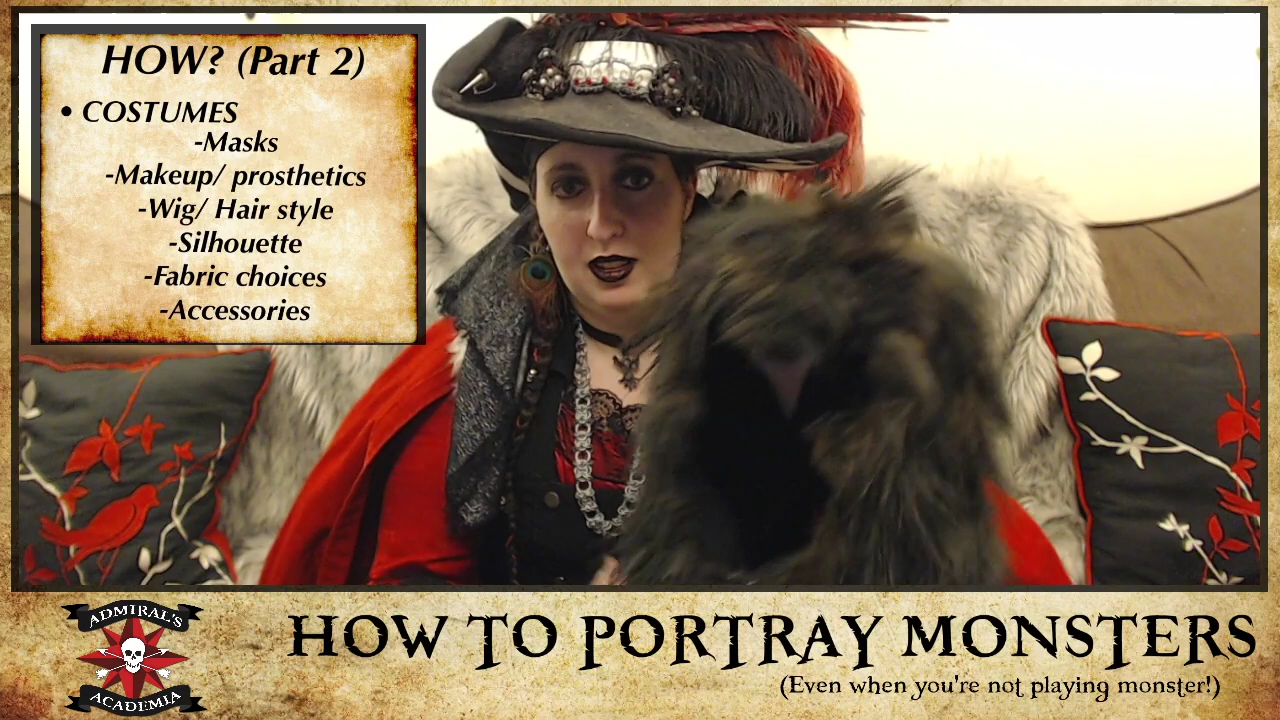 HOW? (Part 2)
• COSTUMES
-Masks
-Makeup/ prosthetics
-Wig/ Hair style
-Silhouette
-Fabric choices
-Accessories
ADMIRAL'S
ACADEMIA
HOW TO PORTRAY MONSTERS
(Even when you're not playing monster!)